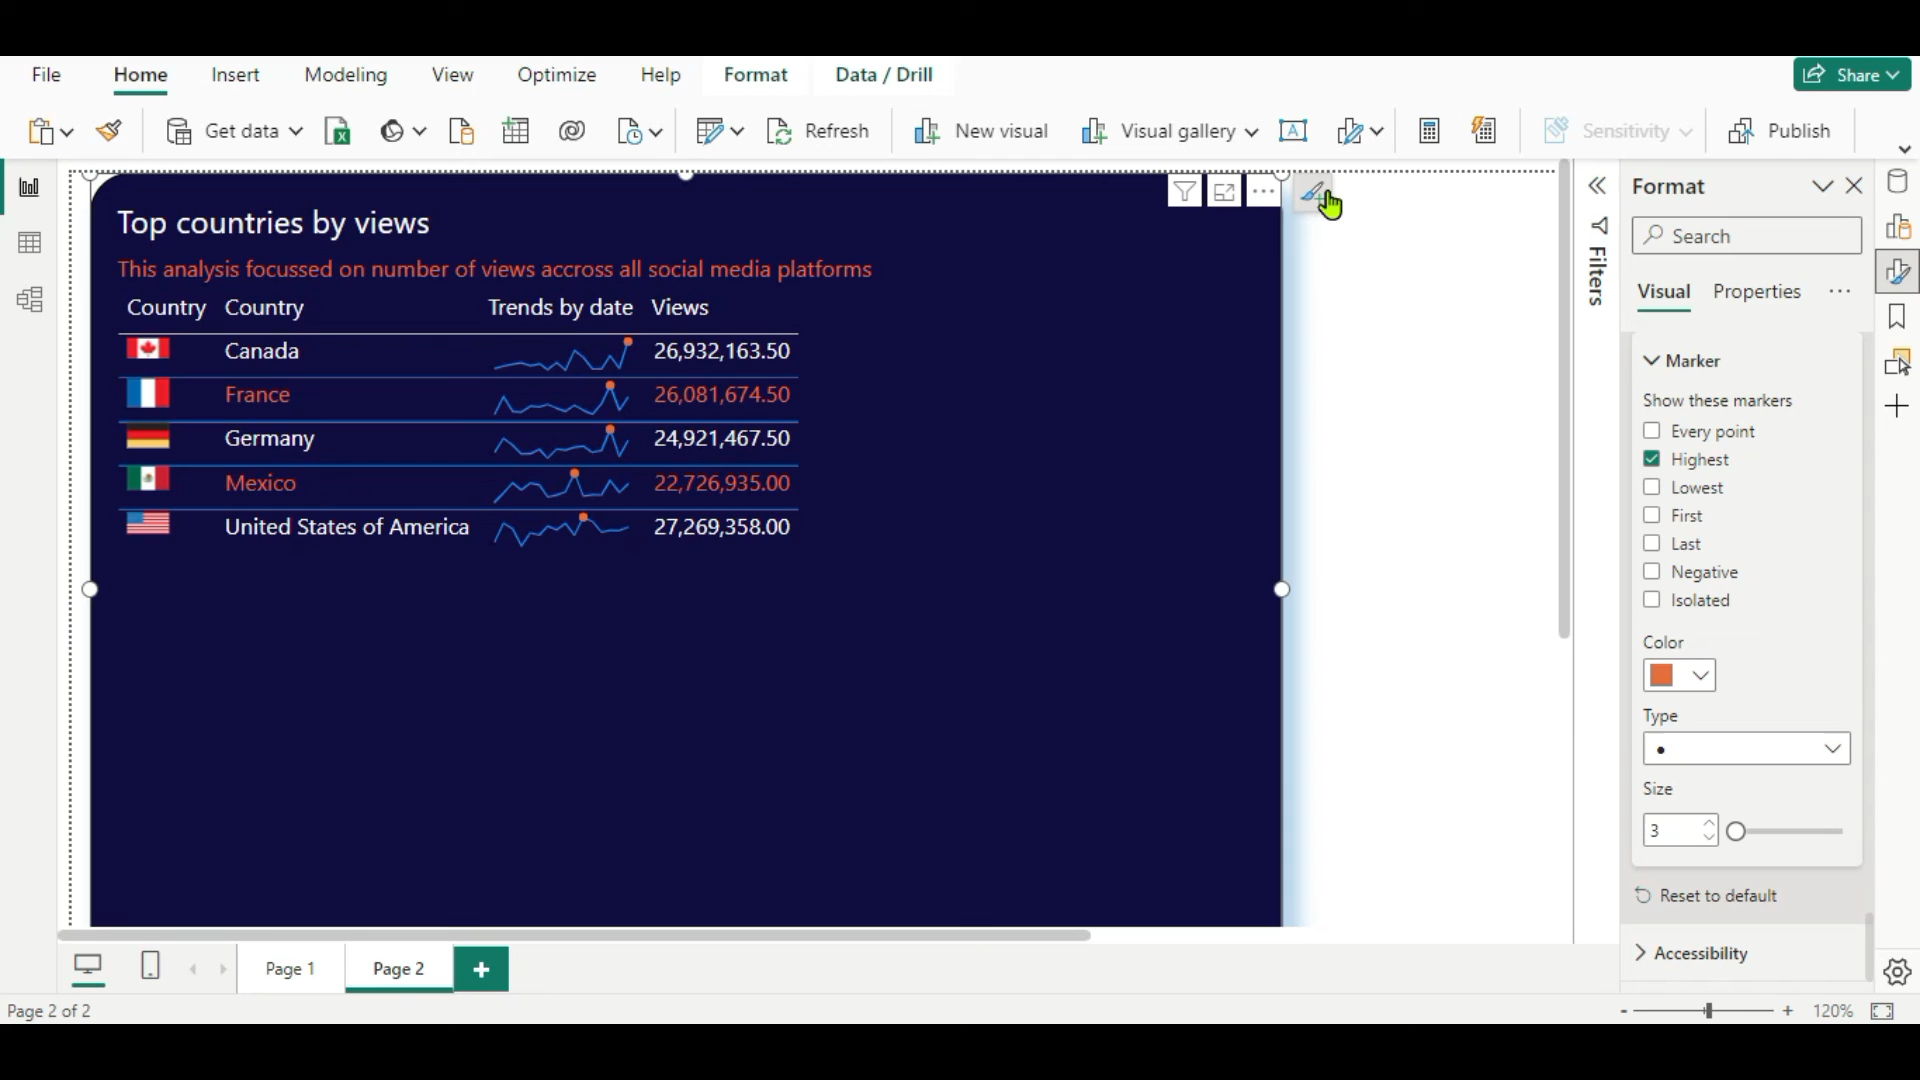 File Home Insert Modeling View Optimize Help Format Data / Drill Share
Get data Refresh New visual Visual gallery Sensitivity Publish
Top countries by views
This analysis focussed on number of views accross all social media platforms
Country Country Trends by date Views
Canada 26,932,163.50
France 26,081,674.50
Germany 24,921,467.50
Mexico 22,726,935.00
United States of America 27,269,358.00
Filters
Format
Search
Visual Properties
Marker
Show these markers
Every point
Highest
Lowest
First
Last
Negative
Isolated
Color
Type
Size
3
Reset to default
Accessibility
Page 1 Page 2 +
Page 2 of 2
- + 120%